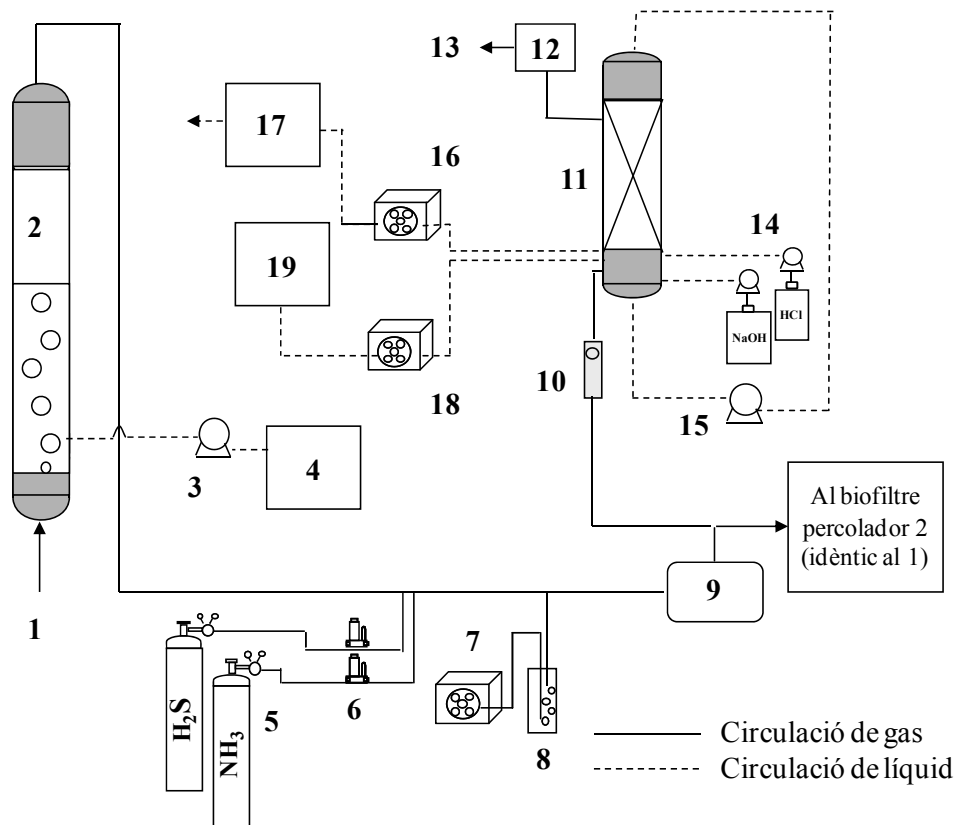 13
12
17
16
2
11
14
19
HCl
NaOH
10
18
15
3
4
Al biofiltre
percolador 2
(idèntic al 1)
9
1
7
H₂S
NH₃
5
6
8
Circulació de gas
Circulació de líquid